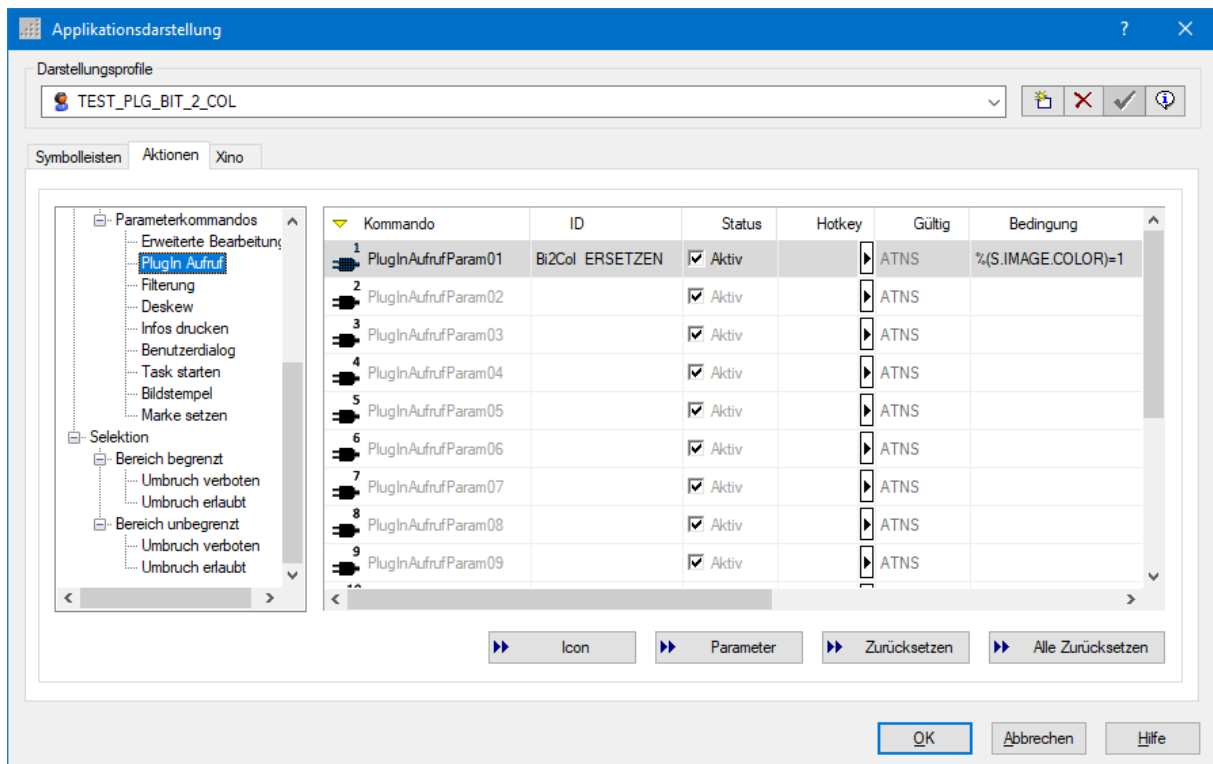 Applikationsdarstellung ?
Darstellungsprofile
TEST_PLG_BIT_2_COL
Symbolleisten Aktionen Xino
Parameterkommandos
Erweiterte Bearbeitung
PlugIn Aufruf
Filterung
Deskew
Infos drucken
Benutzerdialog
Task starten
Bildstempel
Marke setzen
Selektion
Bereich begrenzt
Umbruch verboten
Umbruch erlaubt
Bereich unbegrenzt
Umbruch verboten
Umbruch erlaubt
Kommando ID Status Hotkey Gültig Bedingung
1 PlugInAufrufParam01 Bi2Col ERSETZEN Aktiv ATNS %(S.IMAGE.COLOR)=1
2 PlugInAufrufParam02 Aktiv ATNS
3 PlugInAufrufParam03 Aktiv ATNS
4 PlugInAufrufParam04 Aktiv ATNS
5 PlugInAufrufParam05 Aktiv ATNS
6 PlugInAufrufParam06 Aktiv ATNS
7 PlugInAufrufParam07 Aktiv ATNS
8 PlugInAufrufParam08 Aktiv ATNS
9 PlugInAufrufParam09 Aktiv ATNS
Icon Parameter Zurücksetzen Alle Zurücksetzen
OK Abbrechen Hilfe